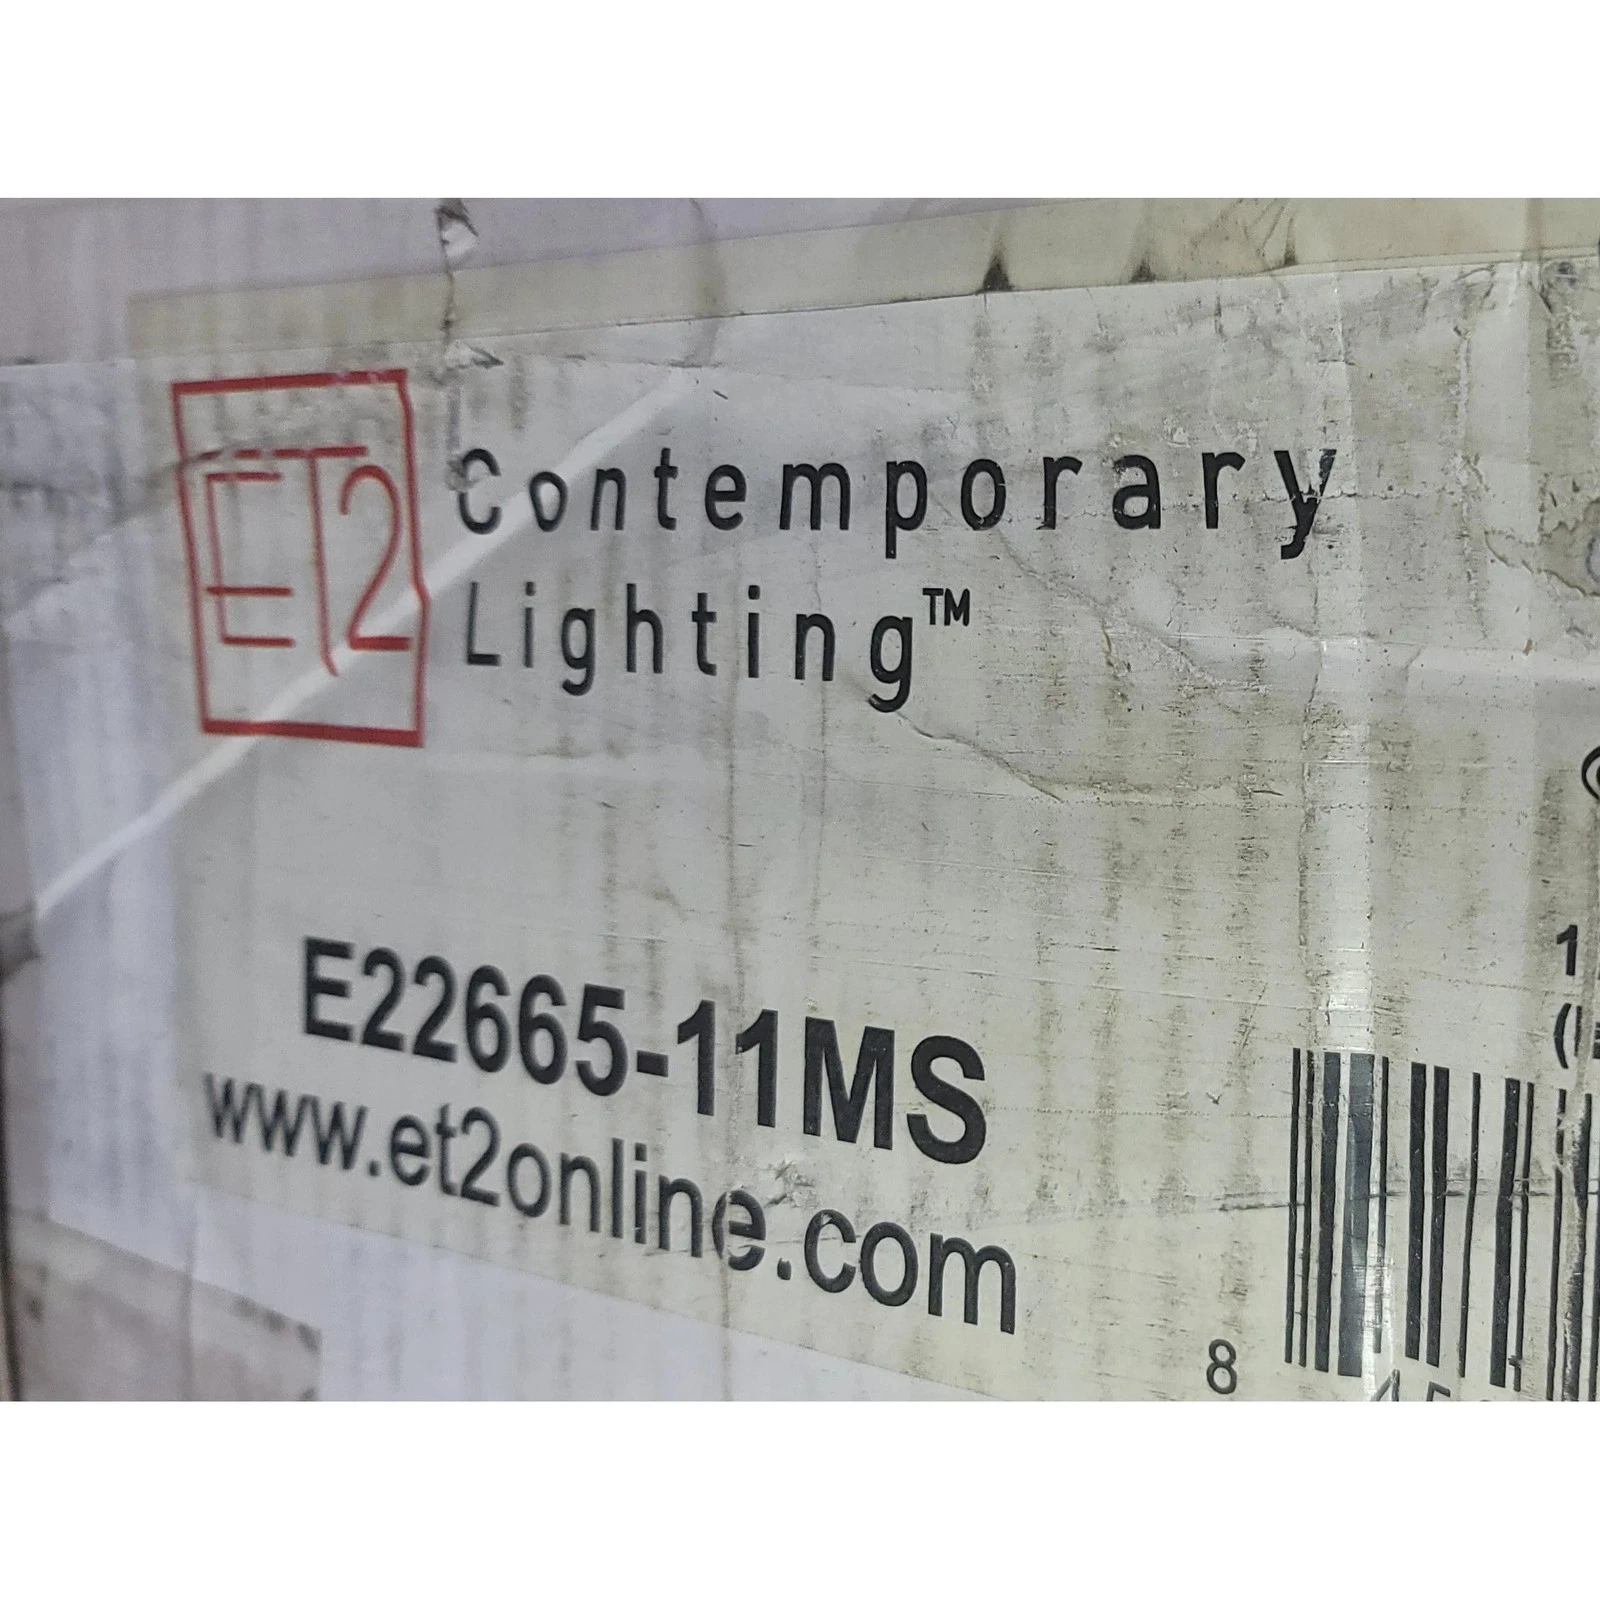 ET2 Contemporary
Lighting™
E22665-11MS
www.et2online.com
8